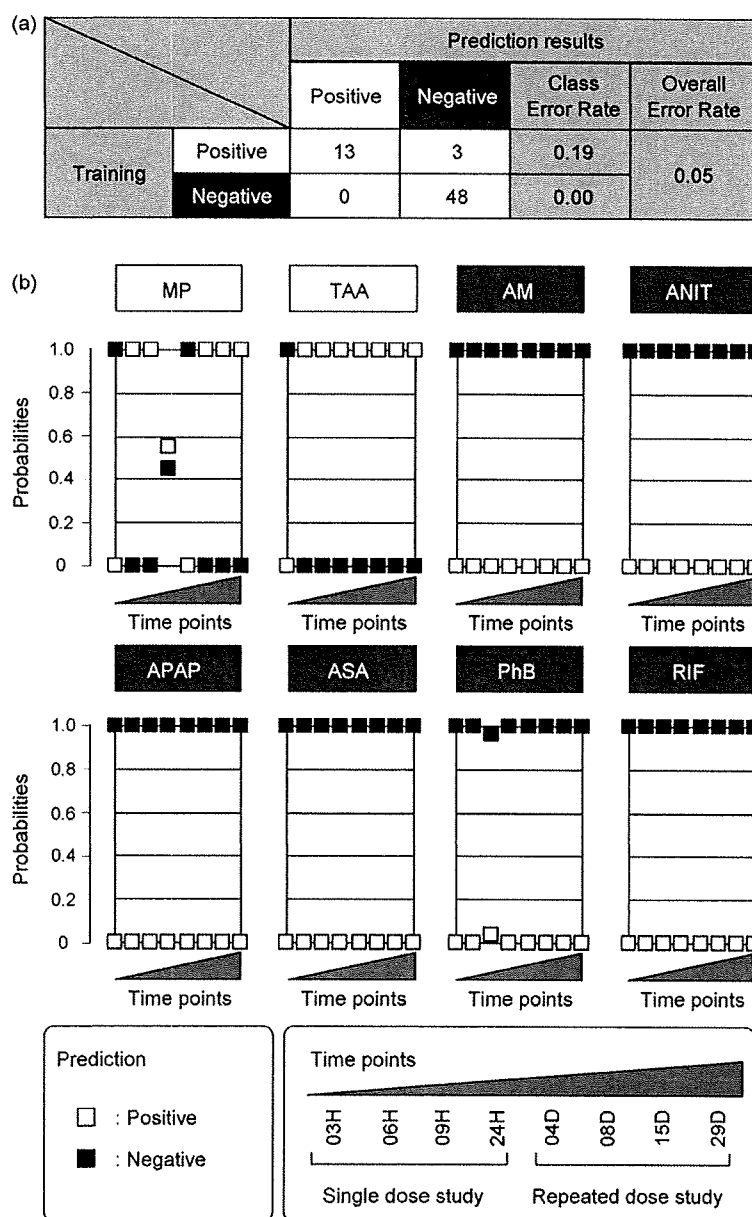 (a)
Prediction results
Positive Negative Class Error Rate Overall Error Rate
Training Positive 13 3 0.19 0.05
Negative 0 48 0.00
(b)
MP TAA AM ANIT
Probabilities
1.0
0.8
0.6
0.4
0.2
0
Time points Time points Time points Time points
APAP ASA PhB RIF
Probabilities
1.0
0.8
0.6
0.4
0.2
0
Time points Time points Time points Time points
Prediction
: Positive
: Negative
Time points
03H 06H 09H 24H 04D 08D 15D 29D
Single dose study Repeated dose study